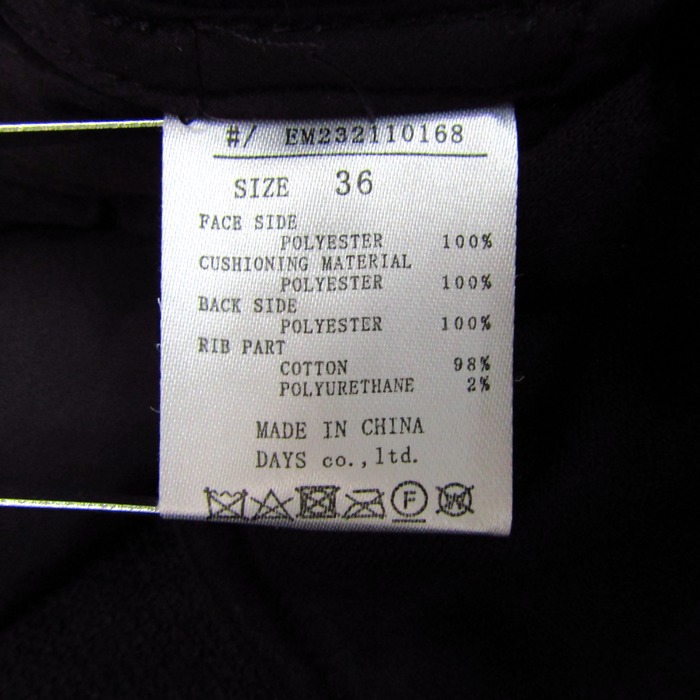 #/ EM232110168
SIZE 36
FACE SIDE
POLYESTER 100%
CUSHIONING MATERIAL
POLYESTER 100%
BACK SIDE
POLYESTER 100%
RIB PART
COTTON 98%
POLYURETHANE 2%
MADE IN CHINA
DAYS co.,ltd.
F W